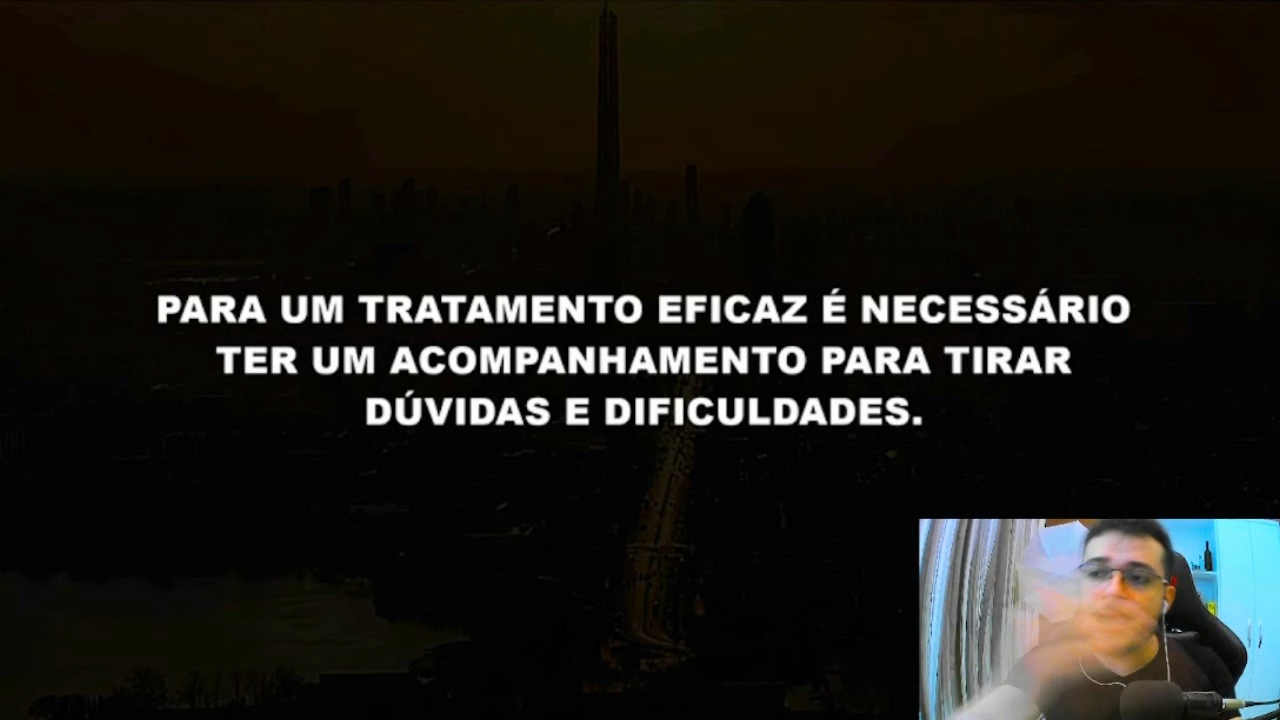 PARA UM TRATAMENTO EFICAZ É NECESSÁRIO
TER UM ACOMPANHAMENTO PARA TIRAR
DÚVIDAS E DIFICULDADES.